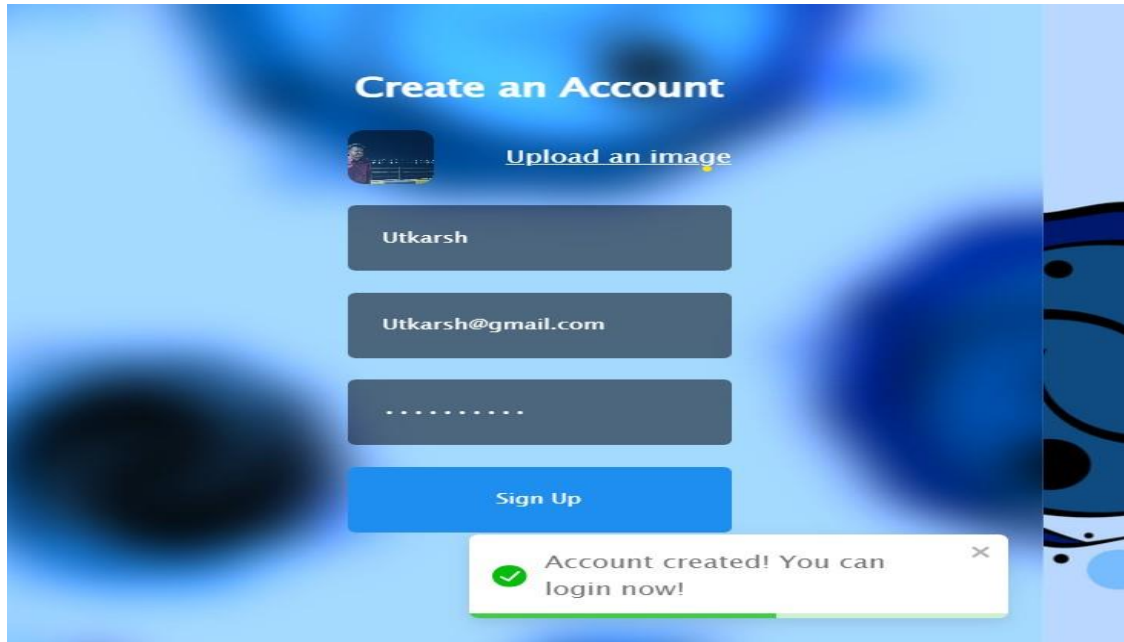 Create an Account
Upload an image
Utkarsh
Utkarsh@gmail.com
..........
Sign Up
Account created! You can
login now!